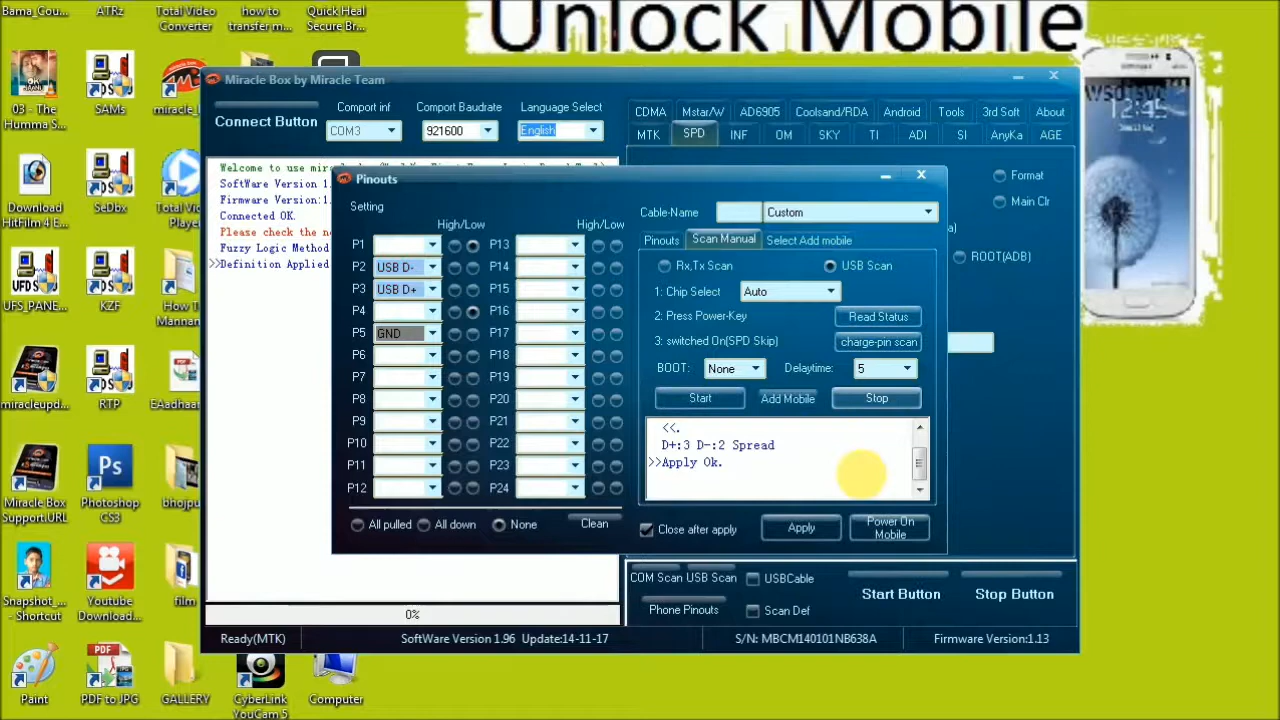 Bama_Cou...
ATRz
Total Video
Converter
how to
transfer m...
Quick Heal
Secure Br...
Unlock Mobile
03 - The
Humma S...
SAMs
miracle_l
Download
HitFilm 4 E...
SeDbx
Total Vi
Player
UFS_PANE...
KZF
How T
Mannan
miracleupd...
RTP
EAadhaar
Miracle Box
Support.URL
Photoshop
CS3
bhojpu
Snapshot_...
- Shortcut
Youtube
Download...
film
Paint
PDF to JPG
GALLERY
CyberLink
YouCam 5
Computer
12:45
Miracle Box by Miracle Team
Connect Button
Comport inf
COM3
Comport Baudrate
921600
Language Select
English
CDMA Mstar/W AD6905 Coolsand/RDA Android Tools 3rd Soft About
MTK SPD INF OM SKY TI ADI SI AnyKa AGE
SoftWare Version 1.
Firmware Version:1.
Connected OK.
Please check the ne
Fuzzy Logic Method
>>Definition Applied
Format
Main Clr
ROOT(ADB)
Pinouts
Setting
High/Low
High/Low
P1
P13
P2 USB D-
P14
P3 USB D+
P15
P4
P16
P5 GND
P17
P6
P18
P7
P19
P8
P20
P9
P21
P10
P22
P11
P23
P12
P24
All pulled All down None Clean
Cable-Name Custom
Pinouts Scan Manual Select Add mobile
Rx,Tx Scan USB Scan
1: Chip Select Auto
2: Press Power-Key Read Status
3: switched On(SPD Skip) charge-pin scan
BOOT: None Delaytime: 5
Start Add Mobile Stop
<<.
D+:3 D-:2 Spread
>>Apply Ok.
Close after apply Apply Power On
Mobile
COM Scan USB Scan USBCable
Phone Pinouts Scan Def
Start Button Stop Button
0%
Ready(MTK) SoftWare Version 1.96 Update:14-11-17 S/N: MBCM140101NB638A Firmware Version:1.13